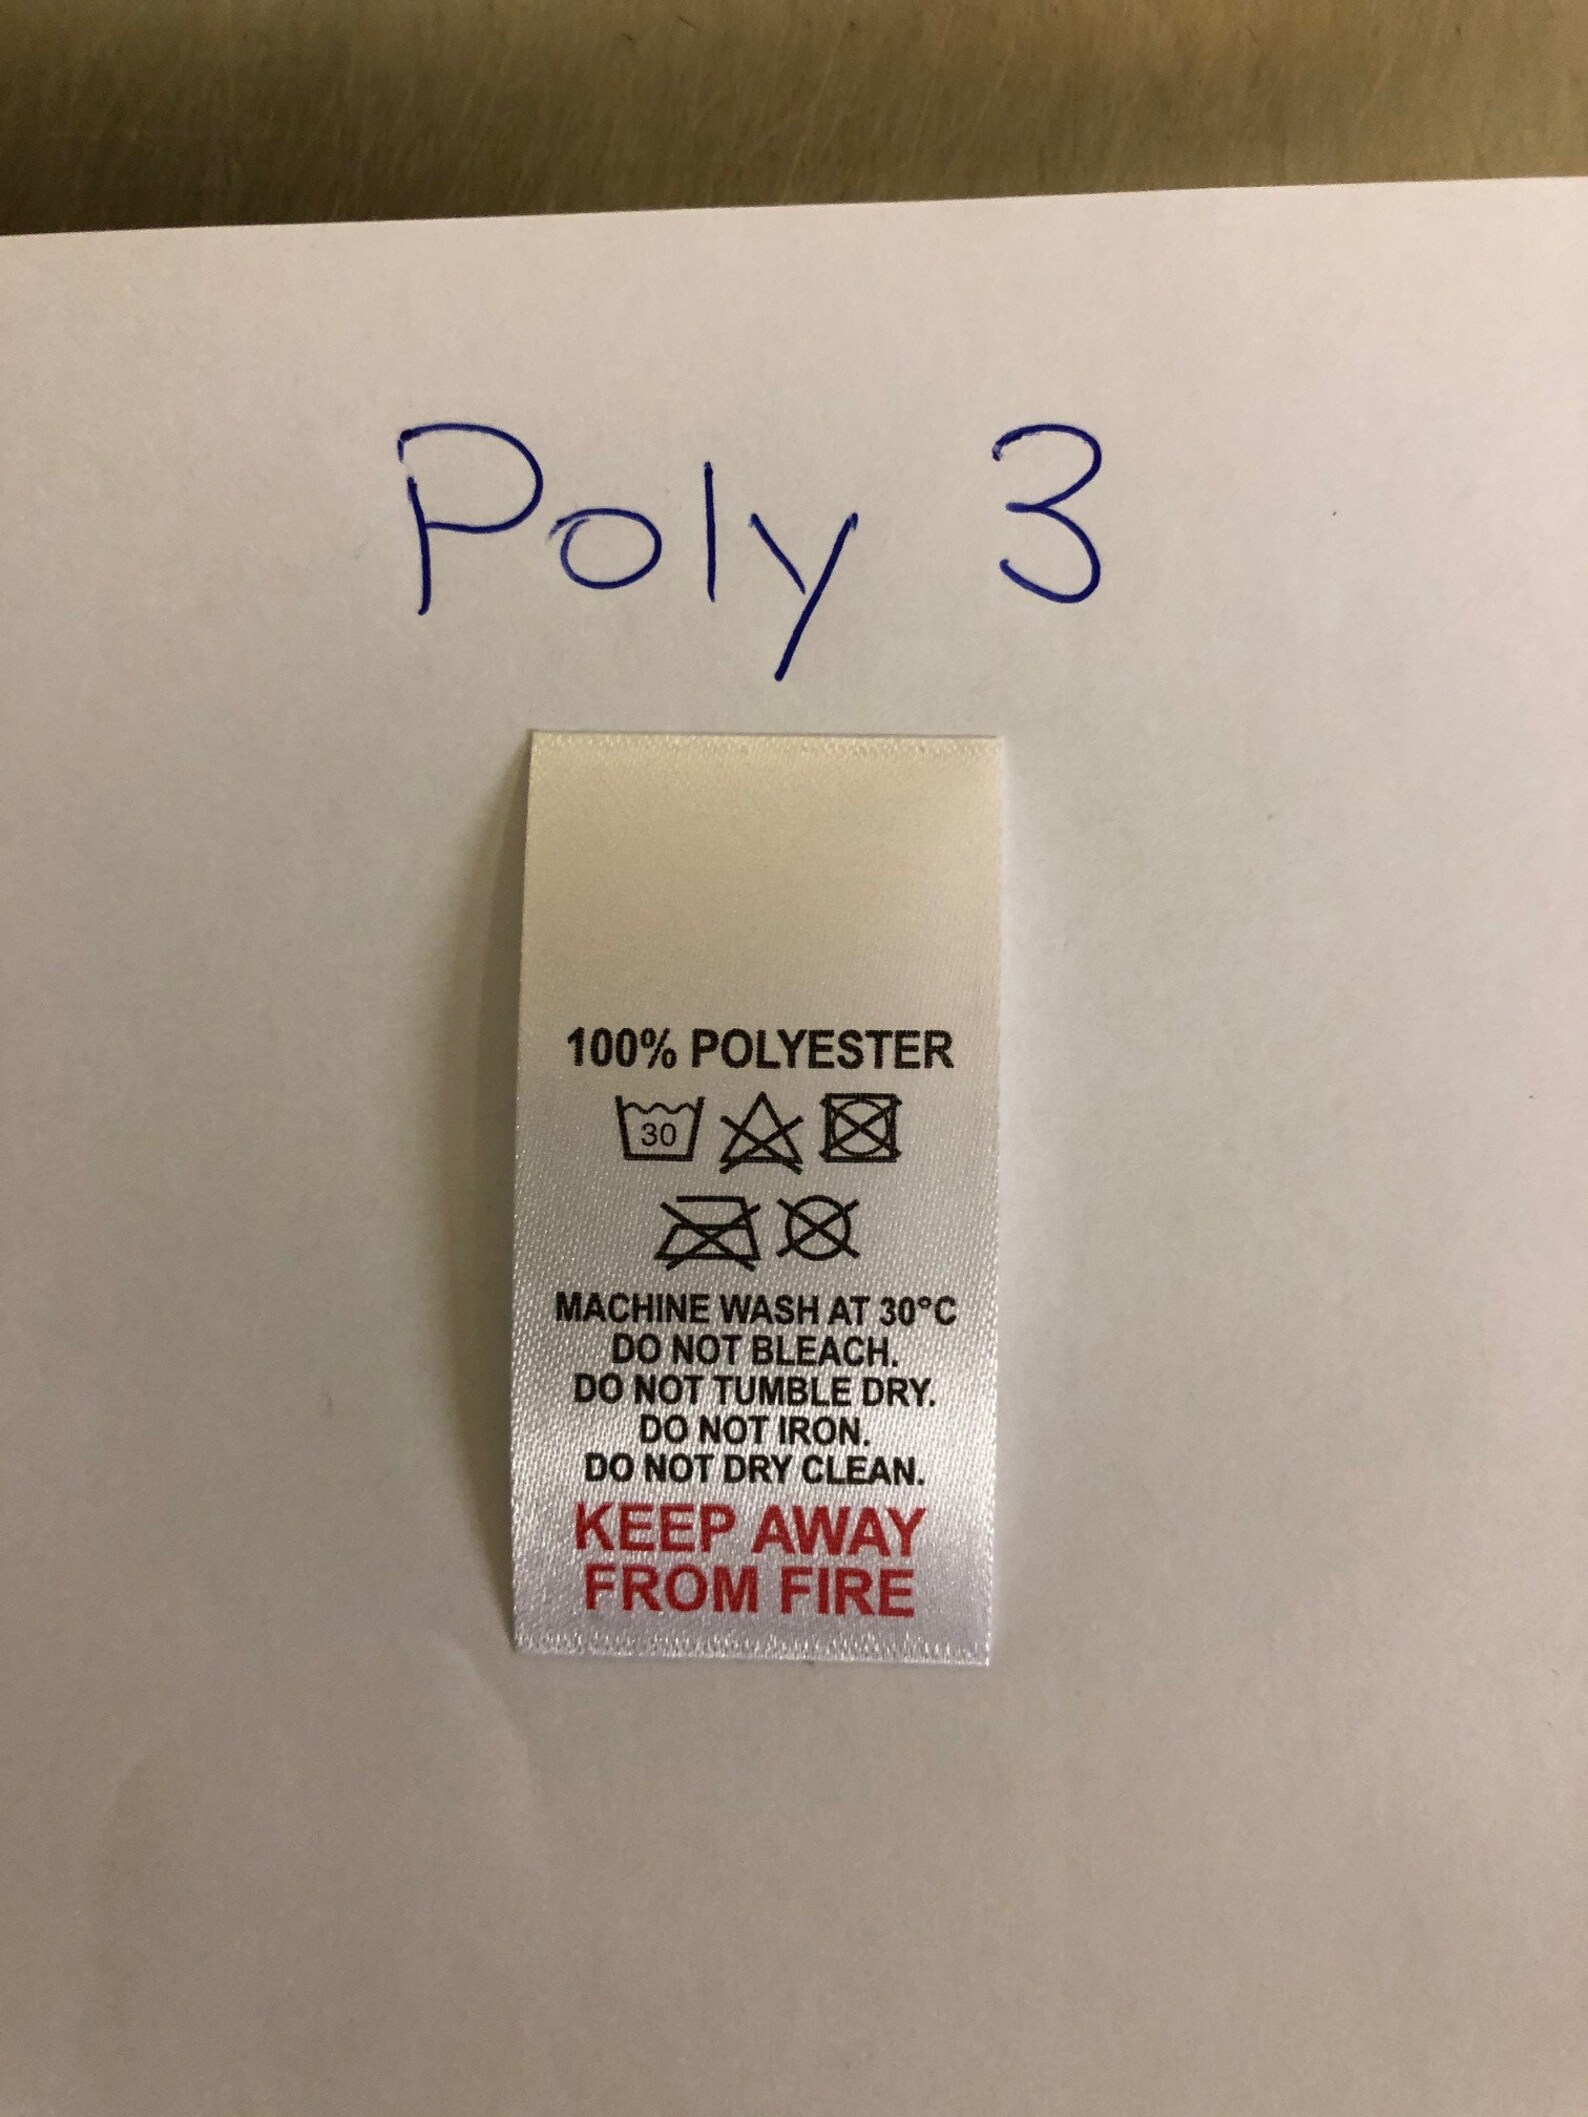 Poly 3
100% POLYESTER
30
MACHINE WASH AT 30°C
DO NOT BLEACH.
DO NOT TUMBLE DRY.
DO NOT IRON.
DO NOT DRY CLEAN.
KEEP AWAY
FROM FIRE